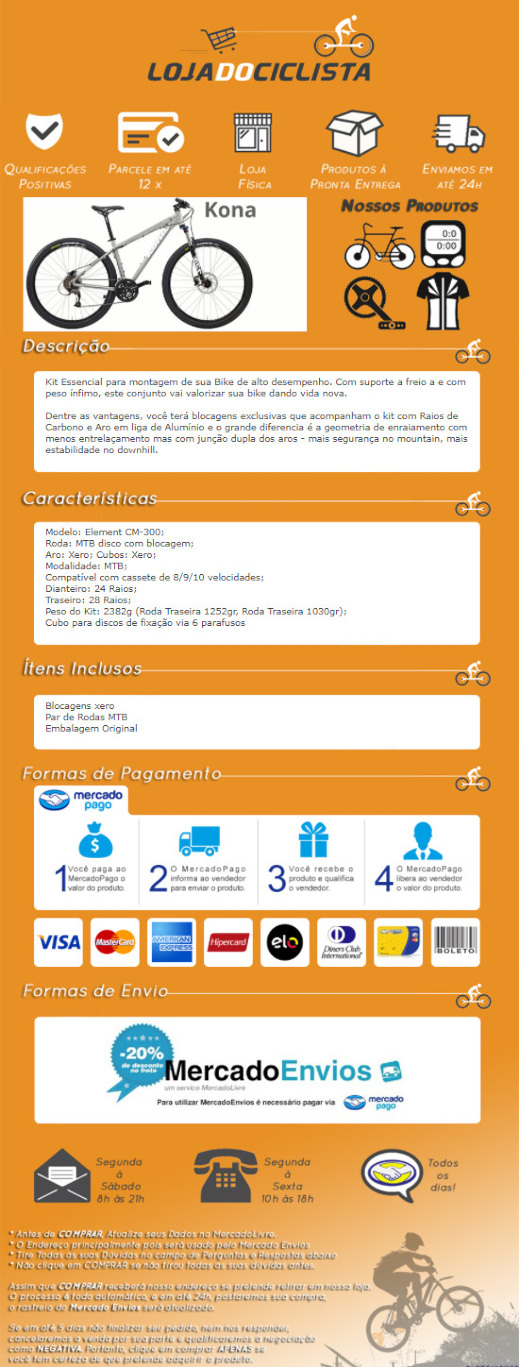 LOJADOCICLISTA
Qualificações
Positivas
Parcele em até
12 x
Loja
Física
Produtos à
Pronta Entrega
Enviamos em
até 24h
Kona
Nossos Produtos
0:0
0:00
Descrição
Kit Essencial para montagem de sua Bike de alto desempenho. Com suporte a freio a e com
peso ínfimo, este conjunto vai valorizar sua bike dando vida nova.
Dentre as vantagens, você terá blocagens exclusivas que acompanham o kit com Raios de
Carbono e Aro em liga de Alumínio e o grande diferencia é a geometria de enraiamento com
menos entrelaçamento mas com junção dupla dos aros - mais segurança no mountain, mais
estabilidade no downhill.
Características
Modelo: Element CM-300;
Roda: MTB disco com blocagem;
Aro: Xero; Cubos: Xero;
Modalidade: MTB;
Compatível com cassete de 8/9/10 velocidades;
Dianteiro: 24 Raios;
Traseiro: 28 Raios;
Peso do Kit: 2382g (Roda Traseira 1252gr, Roda Traseira 1030gr);
Cubo para discos de fixação via 6 parafusos
Ítens Inclusos
Blocagens xero
Par de Rodas MTB
Embalagem Original
Formas de Pagamento
mercado
pago
$
1 Você paga ao
MercadoPago o
valor do produto.
2 O MercadoPago
informa ao vendedor
para enviar o produto.
3 Você recebe o
produto e qualifica
o vendedor.
4 O MercadoPago
libera ao vendedor
o valor do produto.
VISA
MasterCard
AMERICAN
EXPRESS
Hipercard
elo
Diners Club
International
BOLETO
Formas de Envio
-20%
de desconto
no frete
MercadoEnvios
um servico MercadoLivre
Para utilizar MercadoEnvios é necessário pagar via
mercado
pago
Segunda
à
Sábado
8h às 21h
Segunda
à
Sexta
10h às 18h
Todos
os
dias!
* Antes de COMPRAR, Atualize seus Dados no MercadoLivre.
* O Endereço principalmente pois será usado pelo Mercado Envios
* Tire Todas as suas Dúvidas no campo de Perguntas e Respostas abaixo
* Não clique em COMPRAR se não tirou todas as suas dúvidas antes.
Assim que COMPRAR receberá nosso endereço se pretende retirar em nossa loja.
O processo é todo automático, e em até 24h, postaremos sua compra,
o rastreio do Mercado Envios será atualizado.
Se em até 5 dias não finalizar seu pedido, nem nos responder,
cancelaremos a venda por sua parte e qualificaremos a negociação
como NEGATIVA. Portanto, clique em comprar APENAS se
você tem certeza de que pretende adquirir o produto.